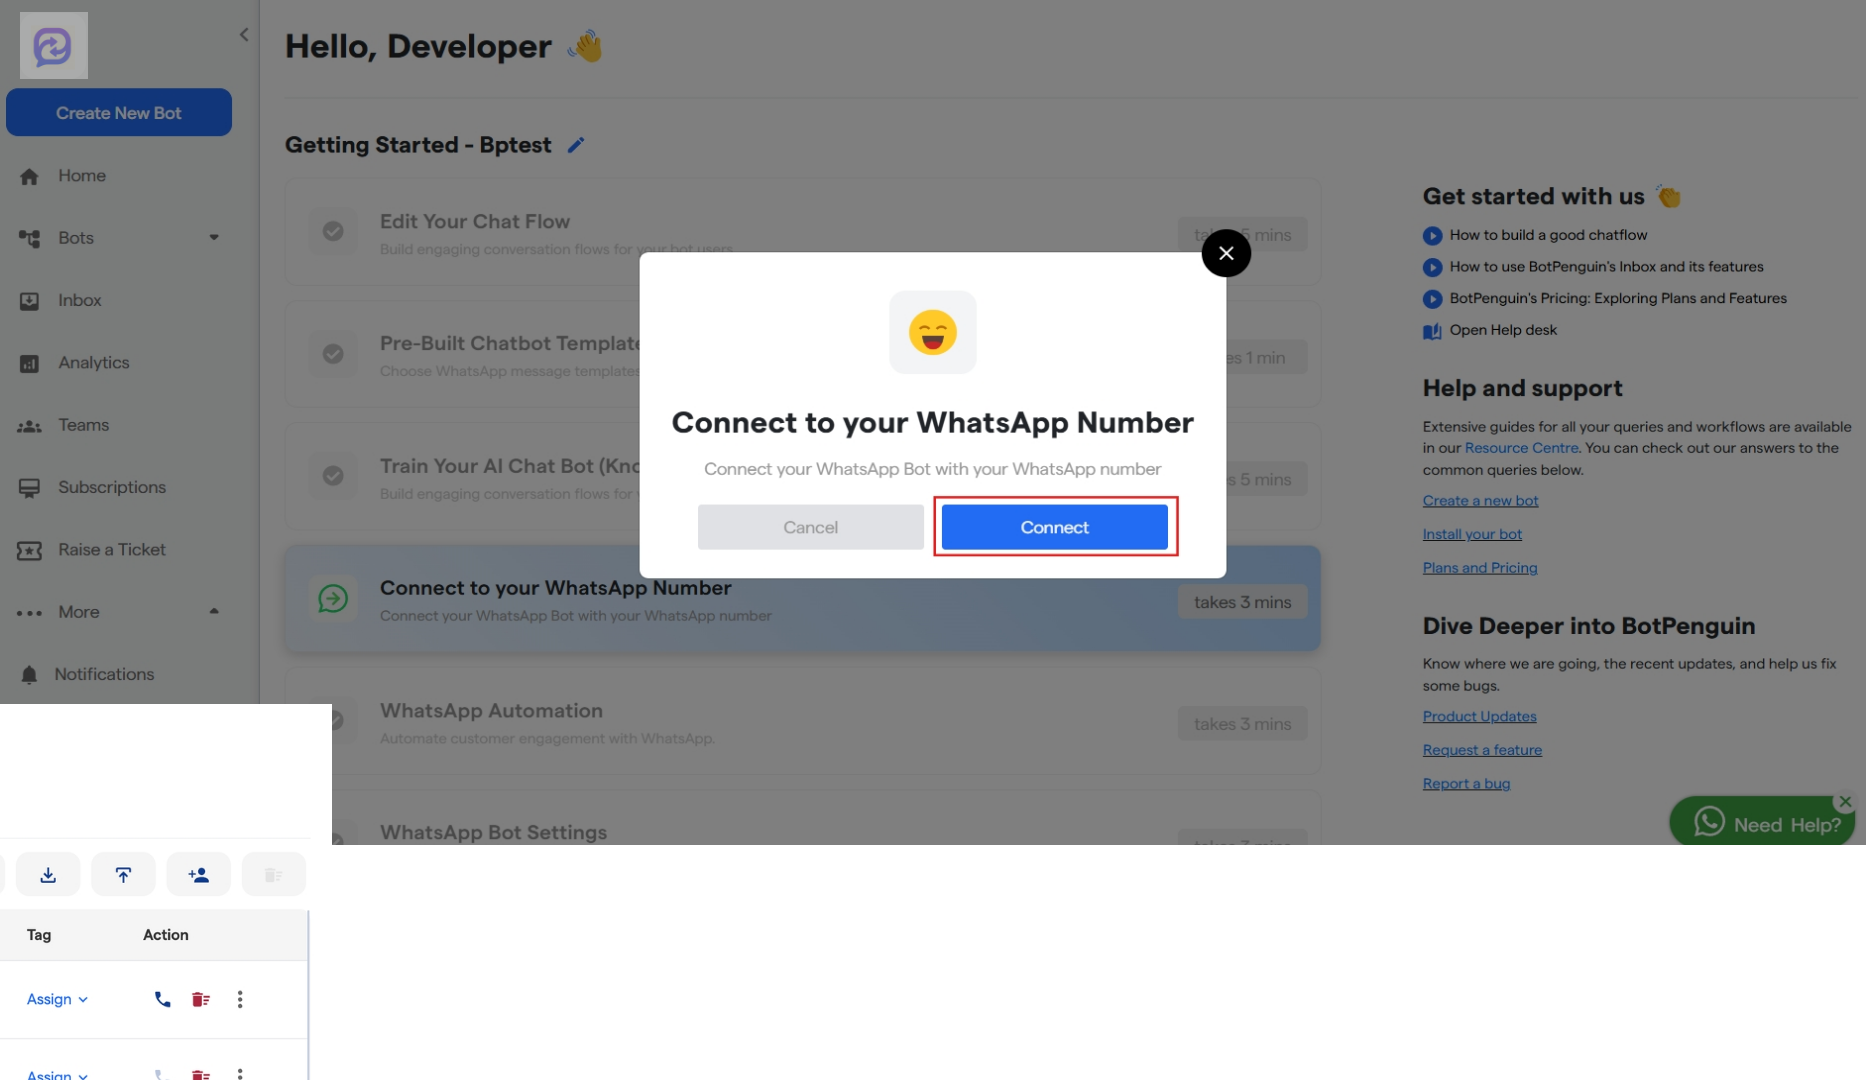 Hello, Developer
Create New Bot
Home
Bots
Inbox
Analytics
Teams
Subscriptions
Raise a Ticket
More
Notifications
Getting Started - Bptest
Edit Your Chat Flow
Build engaging conversation flows for your bot users
mins
Pre-Built Chatbot
Choose WhatsApp message templates
1 min
Train Your AI Chat Bot
Build engaging conversation flows for
5 mins
Connect to your WhatsApp Number
Connect your WhatsApp Bot with your WhatsApp number
Cancel
Connect
Connect to your WhatsApp Number
Connect your WhatsApp Bot with your WhatsApp number
takes 3 mins
WhatsApp Automation
Automate customer engagement with WhatsApp.
takes 3 mins
WhatsApp Bot Settings
Get started with us
How to build a good chatflow
How to use BotPenguin's Inbox and its features
BotPenguin's Pricing: Exploring Plans and Features
Open Help desk
Help and support
Extensive guides for all your queries and workflows are available
in our Resource Centre. You can check out our answers to the
common queries below.
Create a new bot
Install your bot
Plans and Pricing
Dive Deeper into BotPenguin
Know where we are going, the recent updates, and help us fix
some bugs.
Product Updates
Request a feature
Report a bug
Need Help?
Tag Action
Assign
Assign